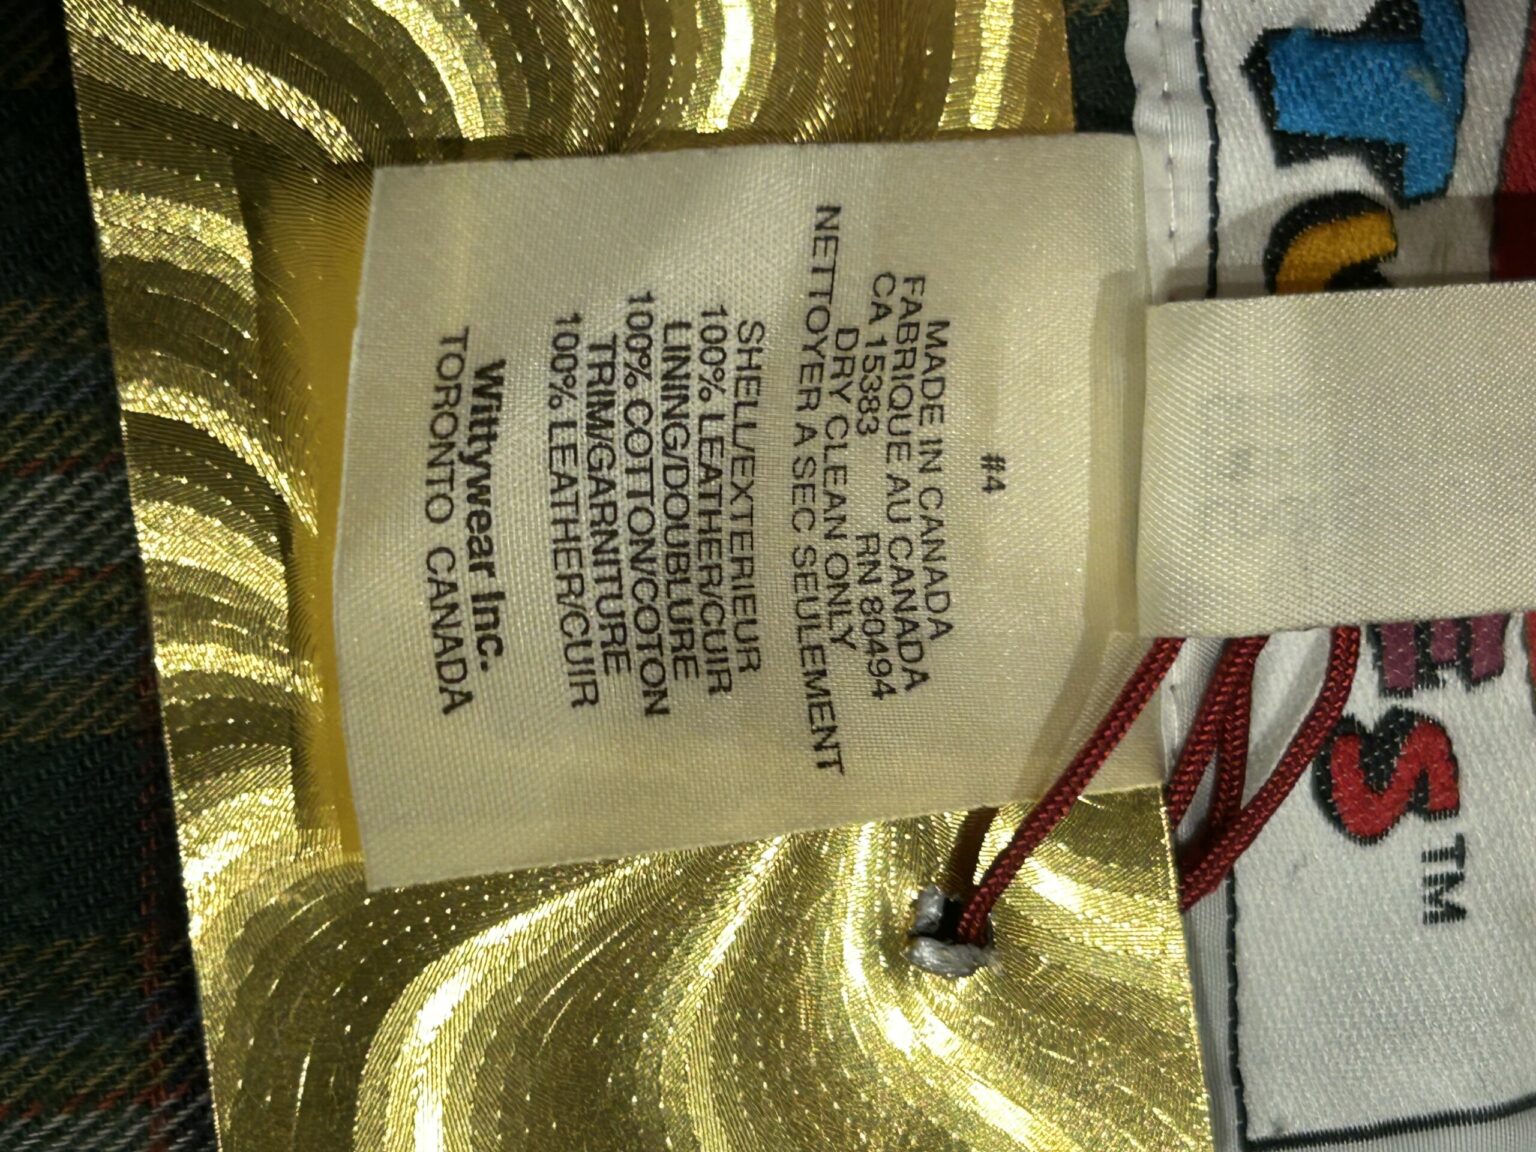 #4
MADE IN CANADA
FABRIQUE AU CANADA
CA 15383 RN 80494
DRY CLEAN ONLY
NETTOYER A SEC SEULEMENT
SHELL/EXTERIEUR
100% LEATHER/CUIR
LINING/DOUBLURE
100% COTTON/COTON
TRIM/GARNITURE
100% LEATHER/CUIR
Wittywear Inc.
TORONTO CANADA
TM